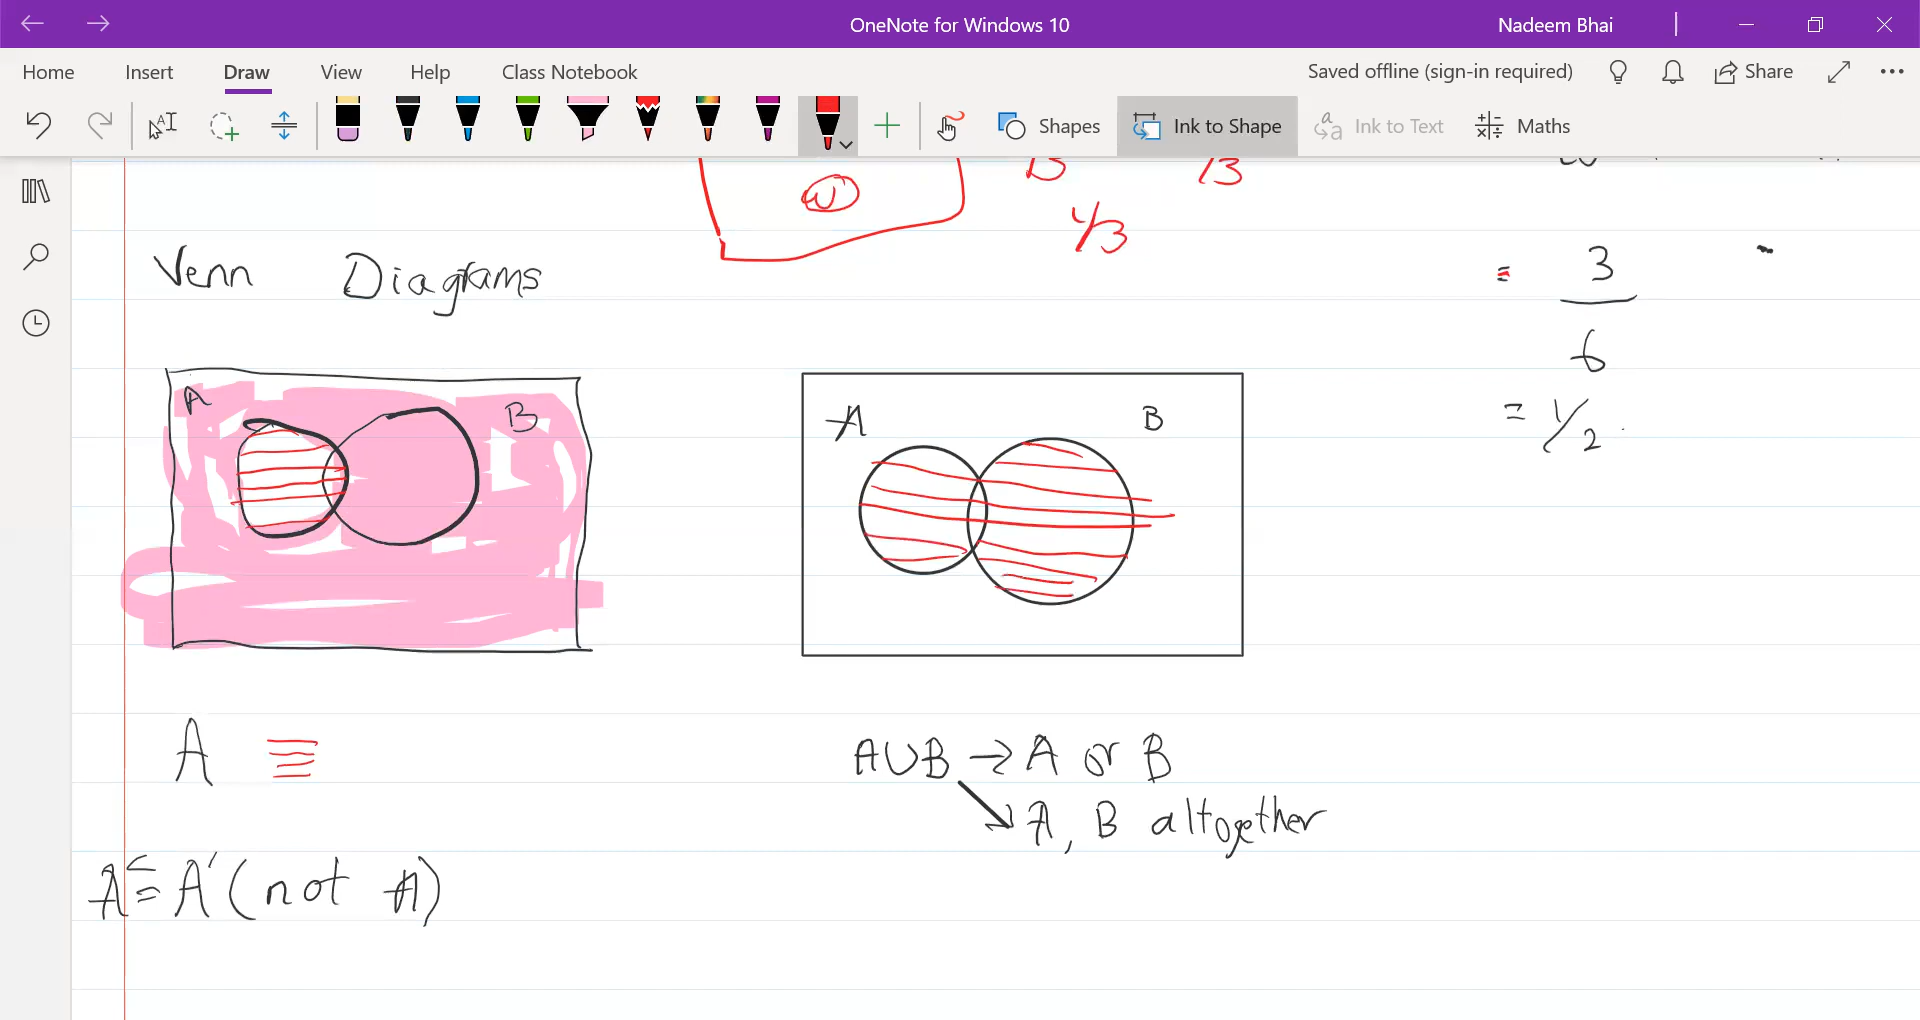 OneNote for Windows 10
Nadeem Bhai
Home Insert Draw View Help Class Notebook
Saved offline (sign-in required) Share
Shapes Ink to Shape Ink to Text Maths
w
1/3
Venn Diagrams
= 3
6
= 1/2
A B
A B
A
A∪B → A or B
A, B altogether
Aᶜ = A' (not A)